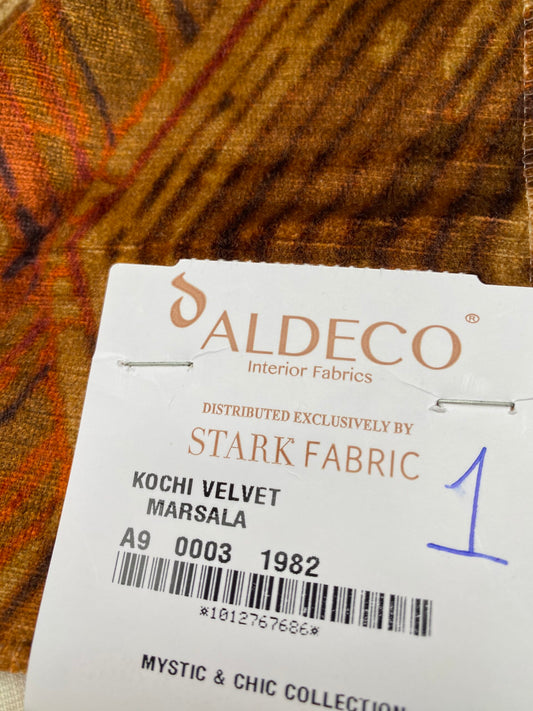 ALDECO®
Interior Fabrics
DISTRIBUTED EXCLUSIVELY BY
STARK FABRIC
1
KOCHI VELVET
MARSALA
A9 0003 1982
*1012767686*
MYSTIC & CHIC COLLECTION